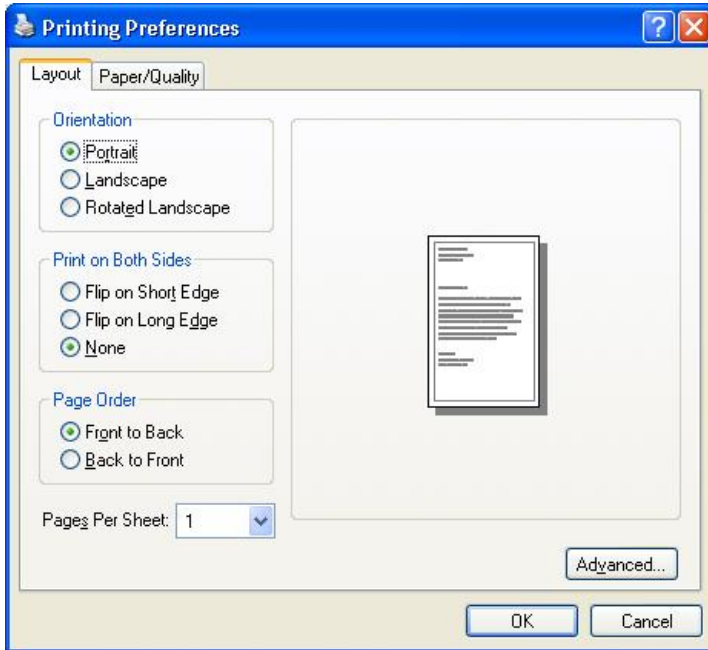 Printing Preferences
Layout
Paper/Quality
Orientation
Portrait
Landscape
Rotated Landscape
Print on Both Sides
Flip on Short Edge
Flip on Long Edge
None
Page Order
Front to Back
Back to Front
Pages Per Sheet: 1
Advanced...
OK
Cancel